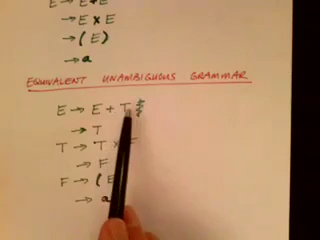 E → E + E
→ E × E
→ ( E )
→ a
EQUIVALENT UNAMBIGUOUS GRAMMAR
E → E + T
→ T
T → T ×
→ F
F → ( E
→ a